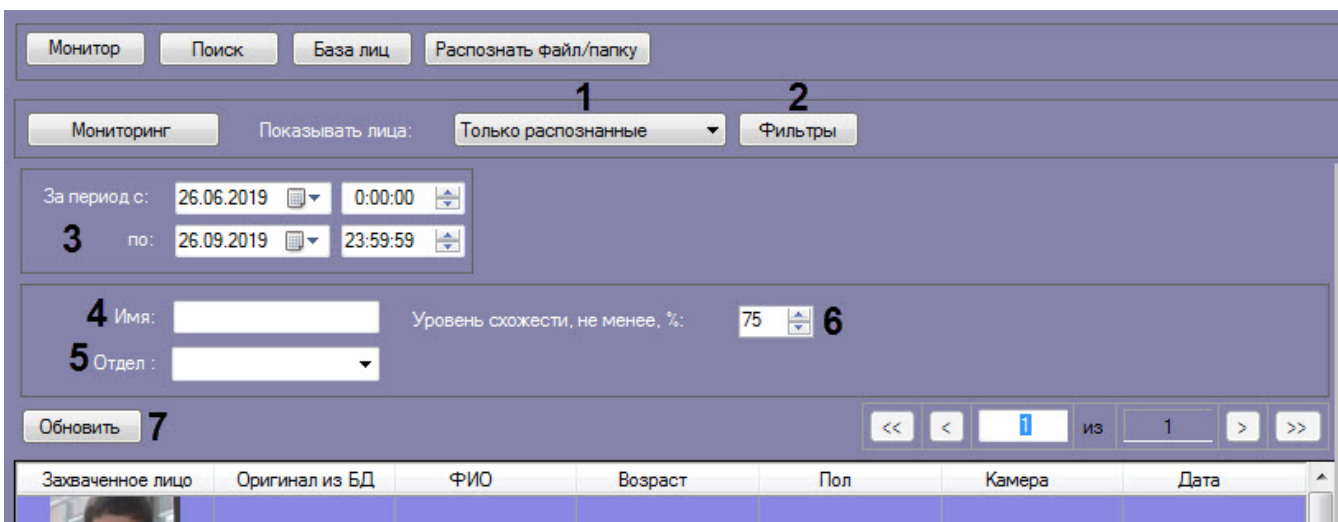 Монитор Поиск База лиц Распознать файл/папку
1 2
Мониторинг Показывать лица: Только распознанные Фильтры
За период с: 26.06.2019 0:00:00
3 по: 26.09.2019 23:59:59
4 Имя: Уровень схожести, не менее, %: 75 6
5 Отдел :
Обновить 7 << < 1 из 1 > >>
Захваченное лицо Оригинал из БД ФИО Возраст Пол Камера Дата